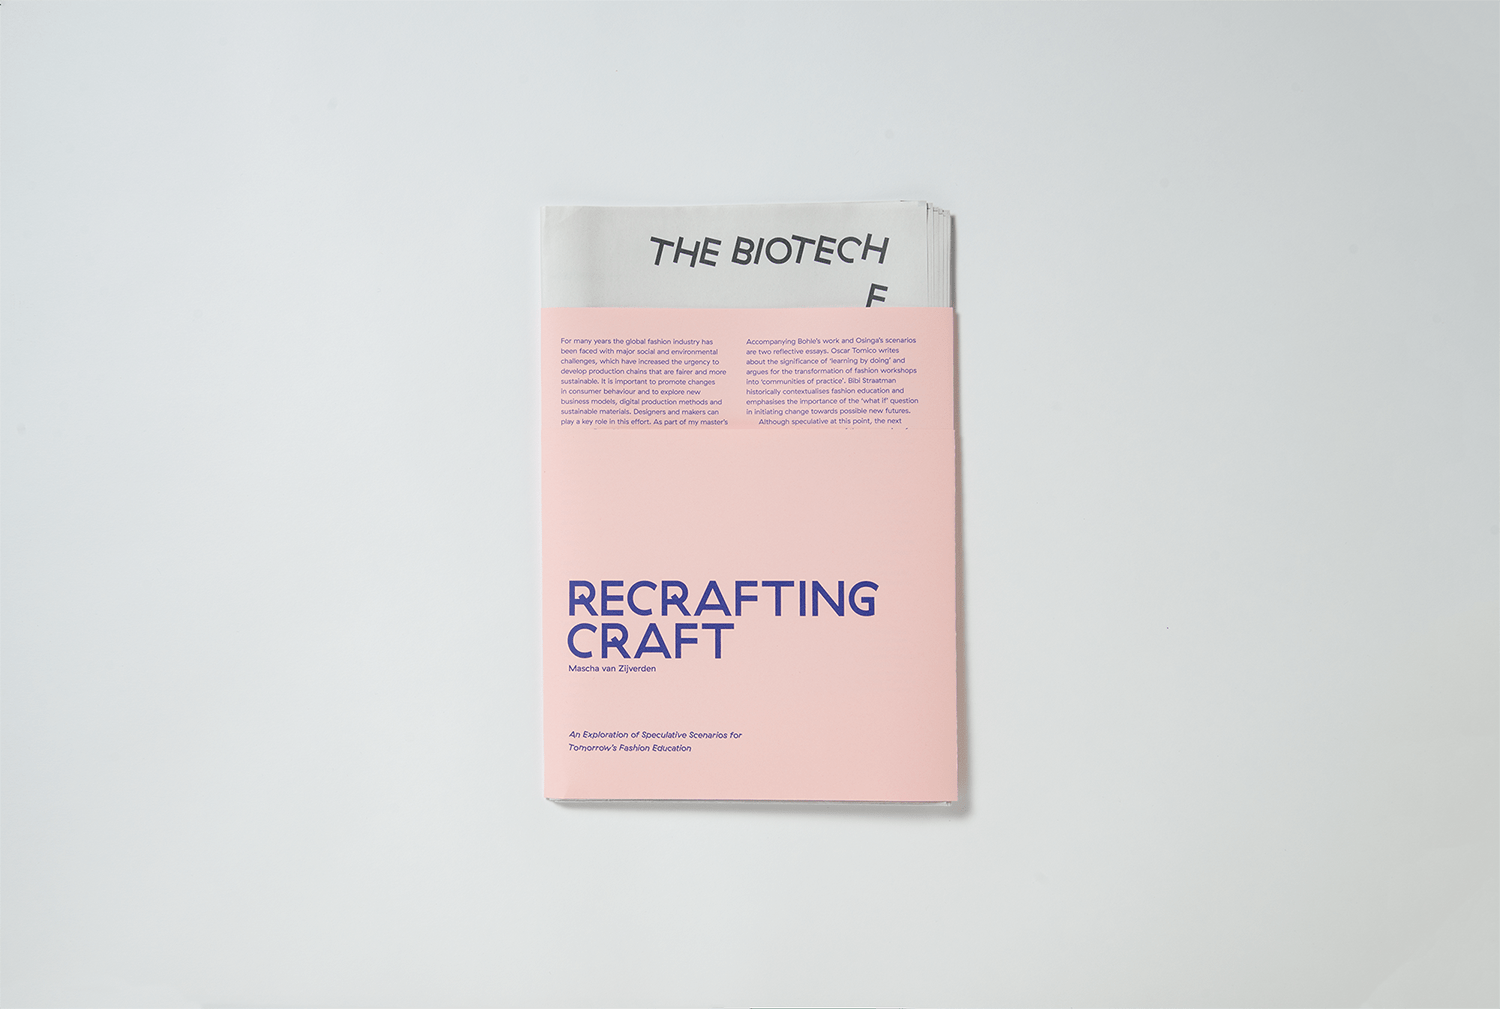 THE BIOTECH
F
For many years the global fashion industry has
been faced with major social and environmental
challenges, which have increased the urgency to
develop production chains that are fairer and more
sustainable. It is important to promote changes
in consumer behaviour and to explore new
business models, digital production methods and
sustainable materials. Designers and makers can
play a key role in this effort. As part of my master's
Accompanying Bohle's work and Osinga's scenarios
are two reflective essays. Oscar Tomico writes
about the significance of 'learning by doing' and
argues for the transformation of fashion workshops
into 'communities of practice'. Bibi Straatman
historically contextualises fashion education and
emphasises the importance of the 'what if' question
in initiating change towards possible new futures.
Although speculative at this point, the next
RECRAFTING
CRAFT
Mascha van Zijverden
An Exploration of Speculative Scenarios for
Tomorrow's Fashion Education